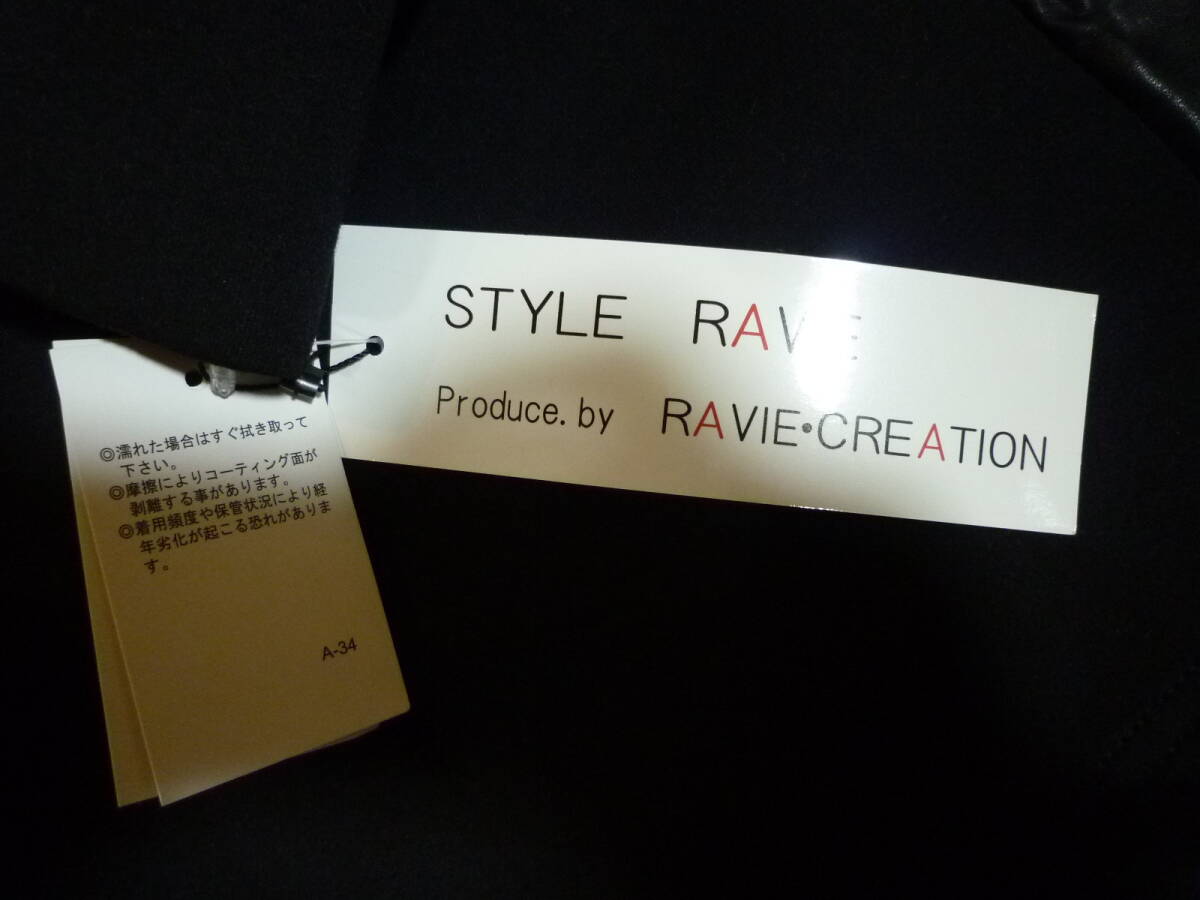 STYLE RAVIE
Produce.by RAVIE・CREATION
◎濡れた場合はすぐ拭き取って
下さい。
◎摩擦によりコーティング面が
剥離する事があります。
◎着用頻度や保管状況により経
年劣化が起こる恐れがありま
す。
A-34